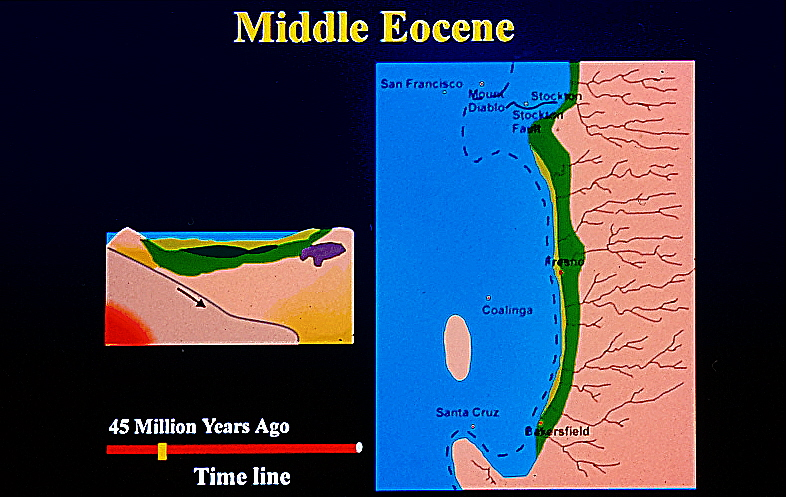 Middle Eocene
San Francisco
Mount
Diablo
Stockton
Stockton
Fault
Fresno
Coalinga
Santa Cruz
Bakersfield
45 Million Years Ago
Time line